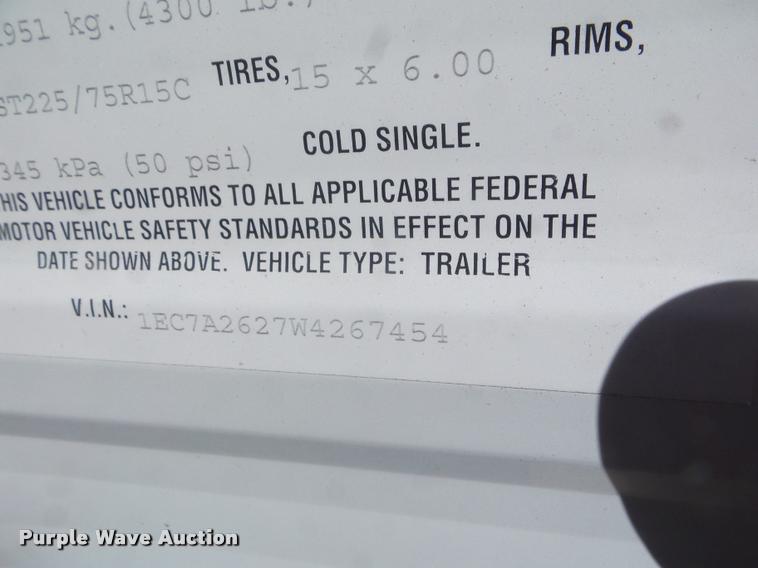 951 kg. (4300 lb.)
ST225/75R15C TIRES, 15 x 6.00 RIMS,
345 kPa (50 psi) COLD SINGLE.
THIS VEHICLE CONFORMS TO ALL APPLICABLE FEDERAL
MOTOR VEHICLE SAFETY STANDARDS IN EFFECT ON THE
DATE SHOWN ABOVE. VEHICLE TYPE: TRAILER
V.I.N.: 1EC7A2627W4267454
Purple Wave Auction